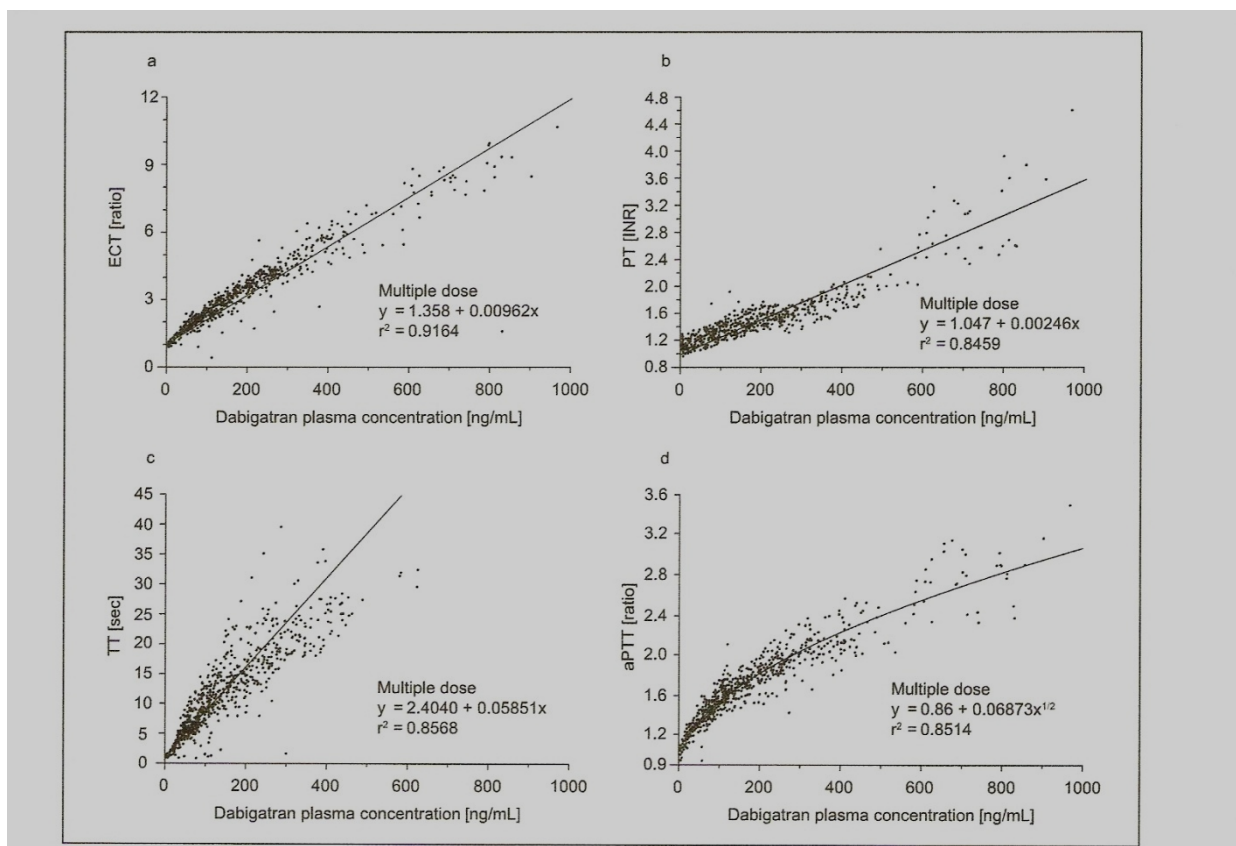 a
12
9
6
3
0
ECT [ratio]
Multiple dose
y = 1.358 + 0.00962x
r² = 0.9164
0 200 400 600 800 1000
Dabigatran plasma concentration [ng/mL]
b
4.8
4.4
4.0
3.6
3.2
2.8
2.4
2.0
1.6
1.2
0.8
PT [INR]
Multiple dose
y = 1.047 + 0.00246x
r² = 0.8459
0 200 400 600 800 1000
Dabigatran plasma concentration [ng/mL]
c
45
40
35
30
25
20
15
10
5
0
TT [sec]
Multiple dose
y = 2.4040 + 0.05851x
r² = 0.8568
0 200 400 600 800 1000
Dabigatran plasma concentration [ng/mL]
d
3.6
3.2
2.8
2.4
2.0
1.6
1.2
0.9
aPTT [ratio]
Multiple dose
y = 0.86 + 0.06873x¹/²
r² = 0.8514
0 200 400 600 800 1000
Dabigatran plasma concentration [ng/mL]